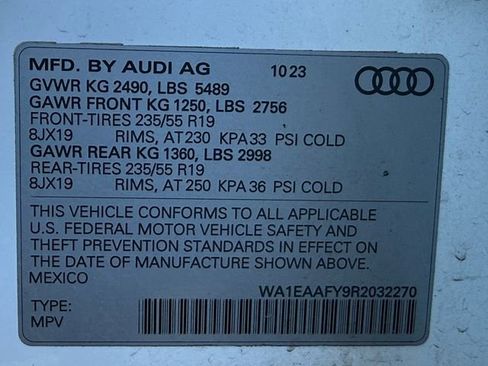 MFD. BY AUDI AG 10 23
GVWR KG 2490, LBS 5489
GAWR FRONT KG 1250, LBS 2756
FRONT-TIRES 235/55 R19
8JX19 RIMS, AT 230 KPA 33 PSI COLD
GAWR REAR KG 1360, LBS 2998
REAR-TIRES 235/55 R19
8JX19 RIMS, AT 250 KPA 36 PSI COLD
THIS VEHICLE CONFORMS TO ALL APPLICABLE
U.S. FEDERAL MOTOR VEHICLE SAFETY AND
THEFT PREVENTION STANDARDS IN EFFECT ON
THE DATE OF MANUFACTURE SHOWN ABOVE.
MEXICO
WA1EAAFY9R2032270
TYPE:
MPV